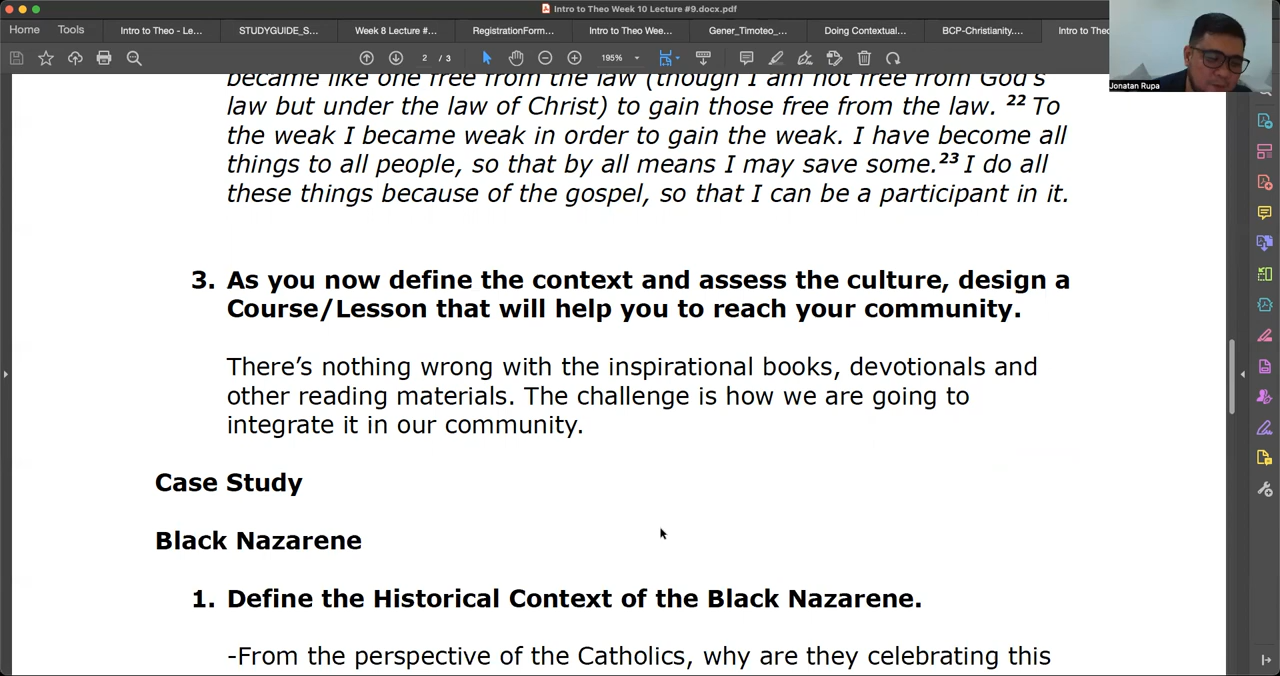 Intro to Theo Week 10 Lecture #9.docx.pdf
Home Tools Intro to Theo - Le... STUDYGUIDE_S... Week 8 Lecture #... RegistrationForm... Intro to Theo Wee... Gener_Timoteo_... Doing Contextual... BCP-Christianity.... Intro to Theo
2 / 3 195%
Jonatan Rupa
became like one free from the law (though I am not free from God's
law but under the law of Christ) to gain those free from the law. 22 To
the weak I became weak in order to gain the weak. I have become all
things to all people, so that by all means I may save some.23 I do all
these things because of the gospel, so that I can be a participant in it.
3. As you now define the context and assess the culture, design a
Course/Lesson that will help you to reach your community.
There's nothing wrong with the inspirational books, devotionals and
other reading materials. The challenge is how we are going to
integrate it in our community.
Case Study
Black Nazarene
1. Define the Historical Context of the Black Nazarene.
-From the perspective of the Catholics, why are they celebrating this